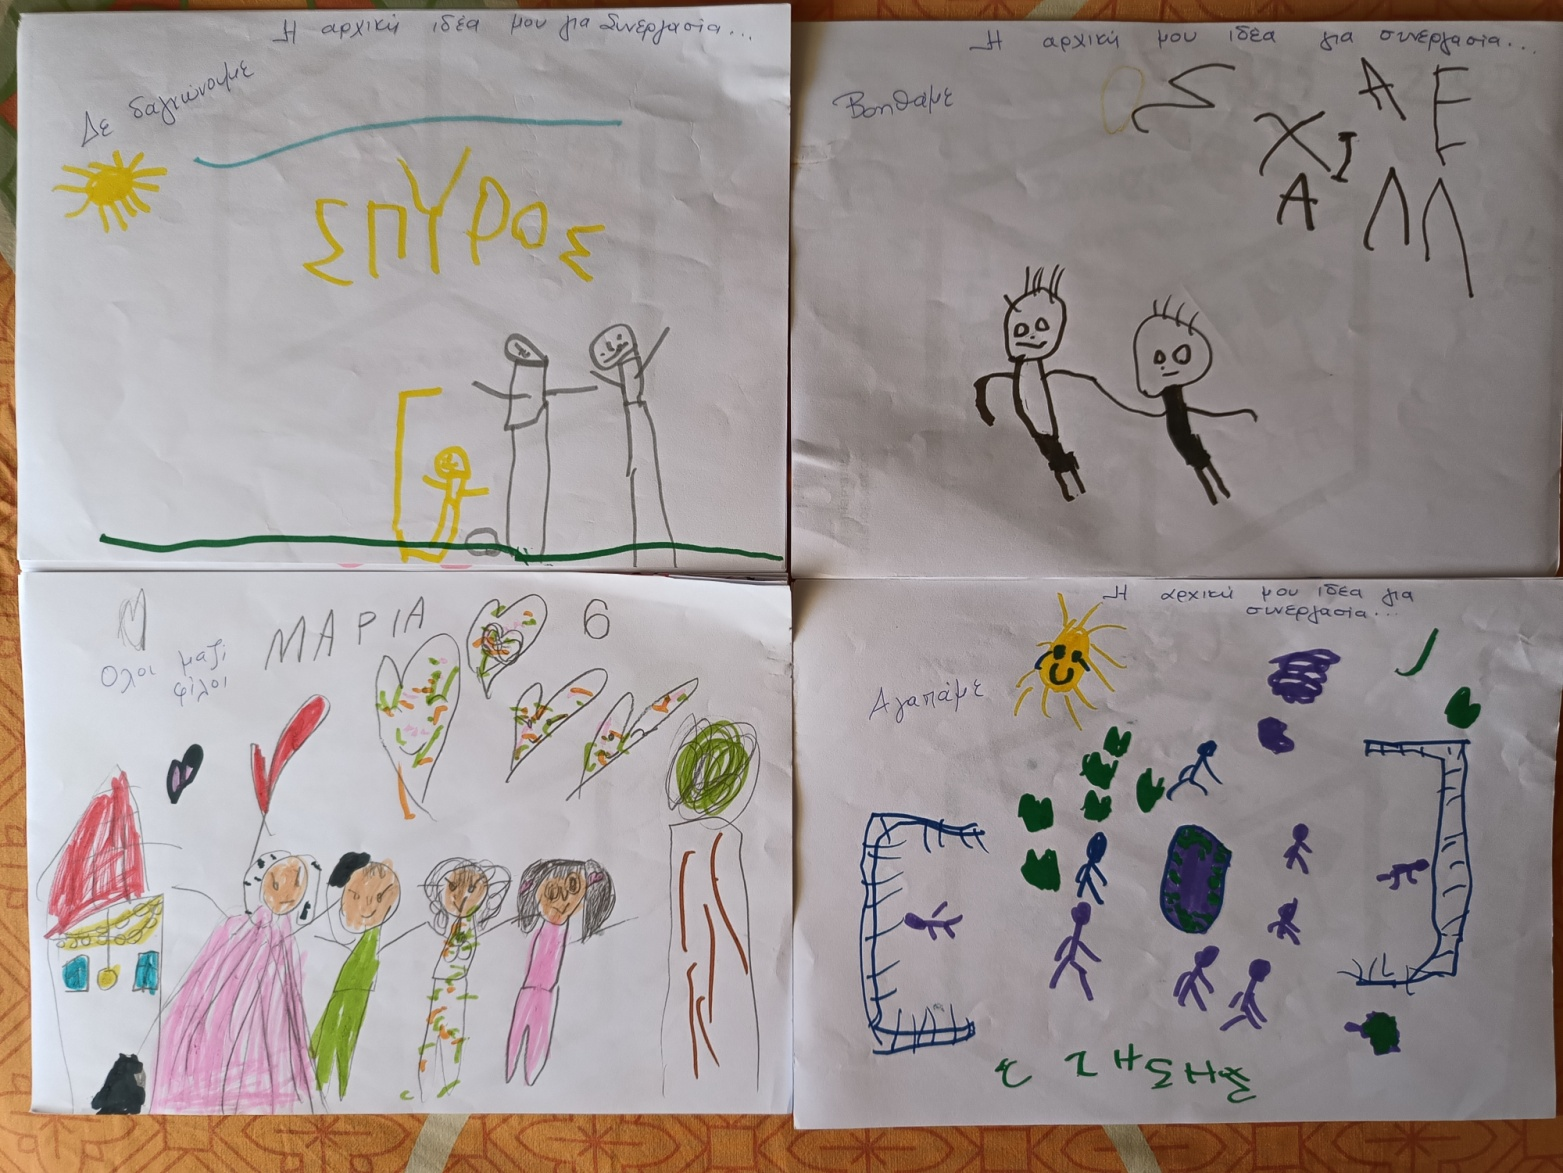 Η αρχική ιδέα μου για συνεργασία...
Δε δαγκώνουμε
ΣΠΥΡΟΣ
Η αρχική μου ιδέα για συνεργασία...
Βοηθάμε
Σ Α Ε
Χ Ι
Α Λ Λ
ΜΑΡΙΑ 6
Όλοι μαζί
φίλοι
Η αρχική μου ιδέα για
συνεργασία...
Αγαπάμε